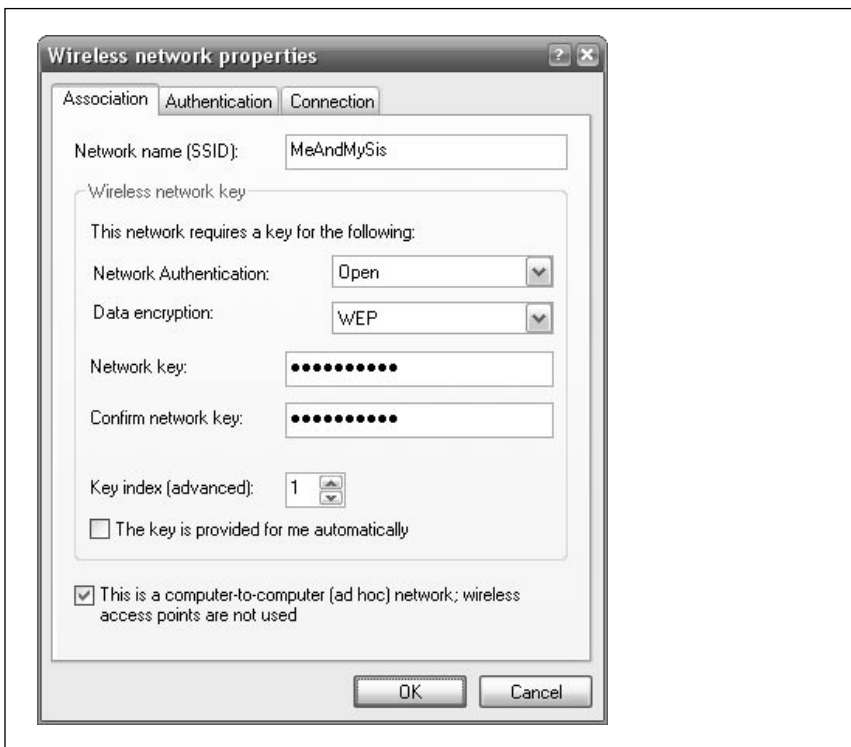 Wireless network properties
Association Authentication Connection
Network name (SSID): MeAndMySis
Wireless network key
This network requires a key for the following:
Network Authentication: Open
Data encryption: WEP
Network key: ●●●●●●●●●●
Confirm network key: ●●●●●●●●●●
Key index (advanced): 1
The key is provided for me automatically
This is a computer-to-computer (ad hoc) network; wireless
access points are not used
OK Cancel